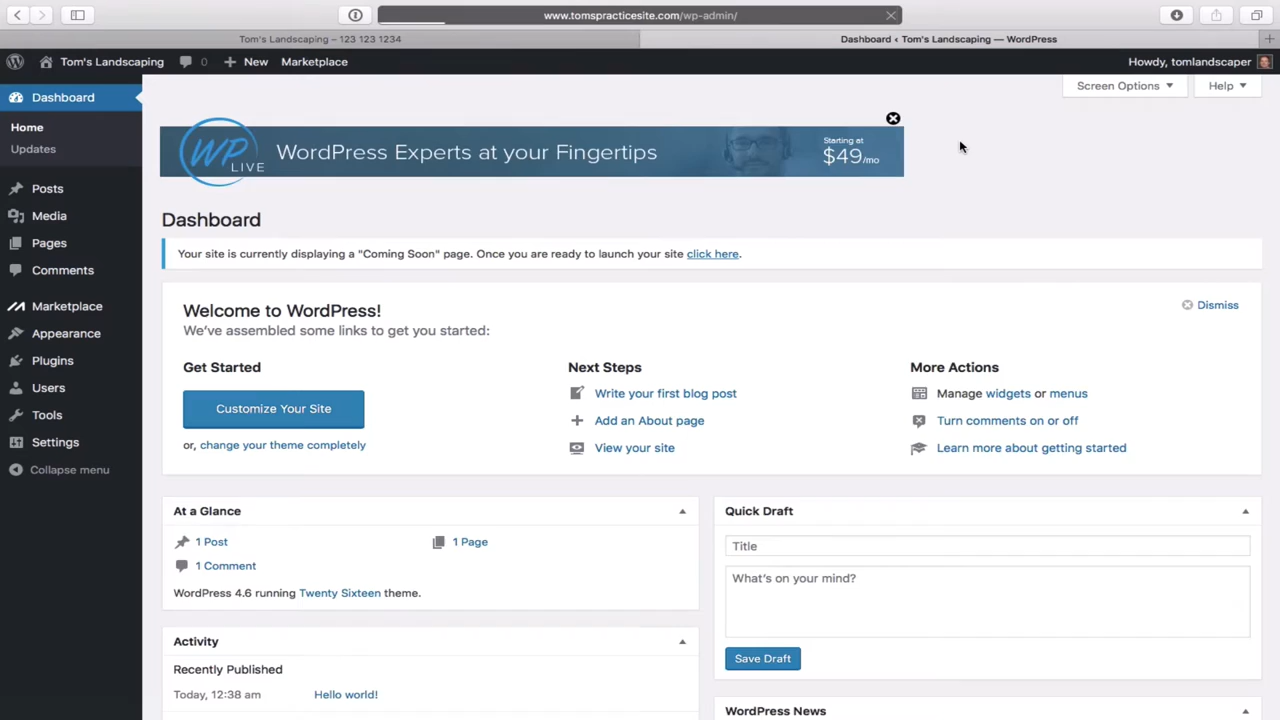 www.tomspracticesite.com/wp-admin/
Tom's Landscaping – 123 123 1234
Dashboard ‹ Tom's Landscaping — WordPress
Tom's Landscaping
0
New
Marketplace
Howdy, tomlandscaper
Dashboard
Home
Updates
Posts
Media
Pages
Comments
Marketplace
Appearance
Plugins
Users
Tools
Settings
Collapse menu
Screen Options
Help
WP LIVE
WordPress Experts at your Fingertips
Starting at
$49/mo
Dashboard
Your site is currently displaying a "Coming Soon" page. Once you are ready to launch your site click here.
Welcome to WordPress!
Dismiss
We've assembled some links to get you started:
Get Started
Customize Your Site
or, change your theme completely
Next Steps
Write your first blog post
Add an About page
View your site
More Actions
Manage widgets or menus
Turn comments on or off
Learn more about getting started
At a Glance
1 Post
1 Page
1 Comment
WordPress 4.6 running Twenty Sixteen theme.
Activity
Recently Published
Today, 12:38 am
Hello world!
Quick Draft
Title
What's on your mind?
Save Draft
WordPress News